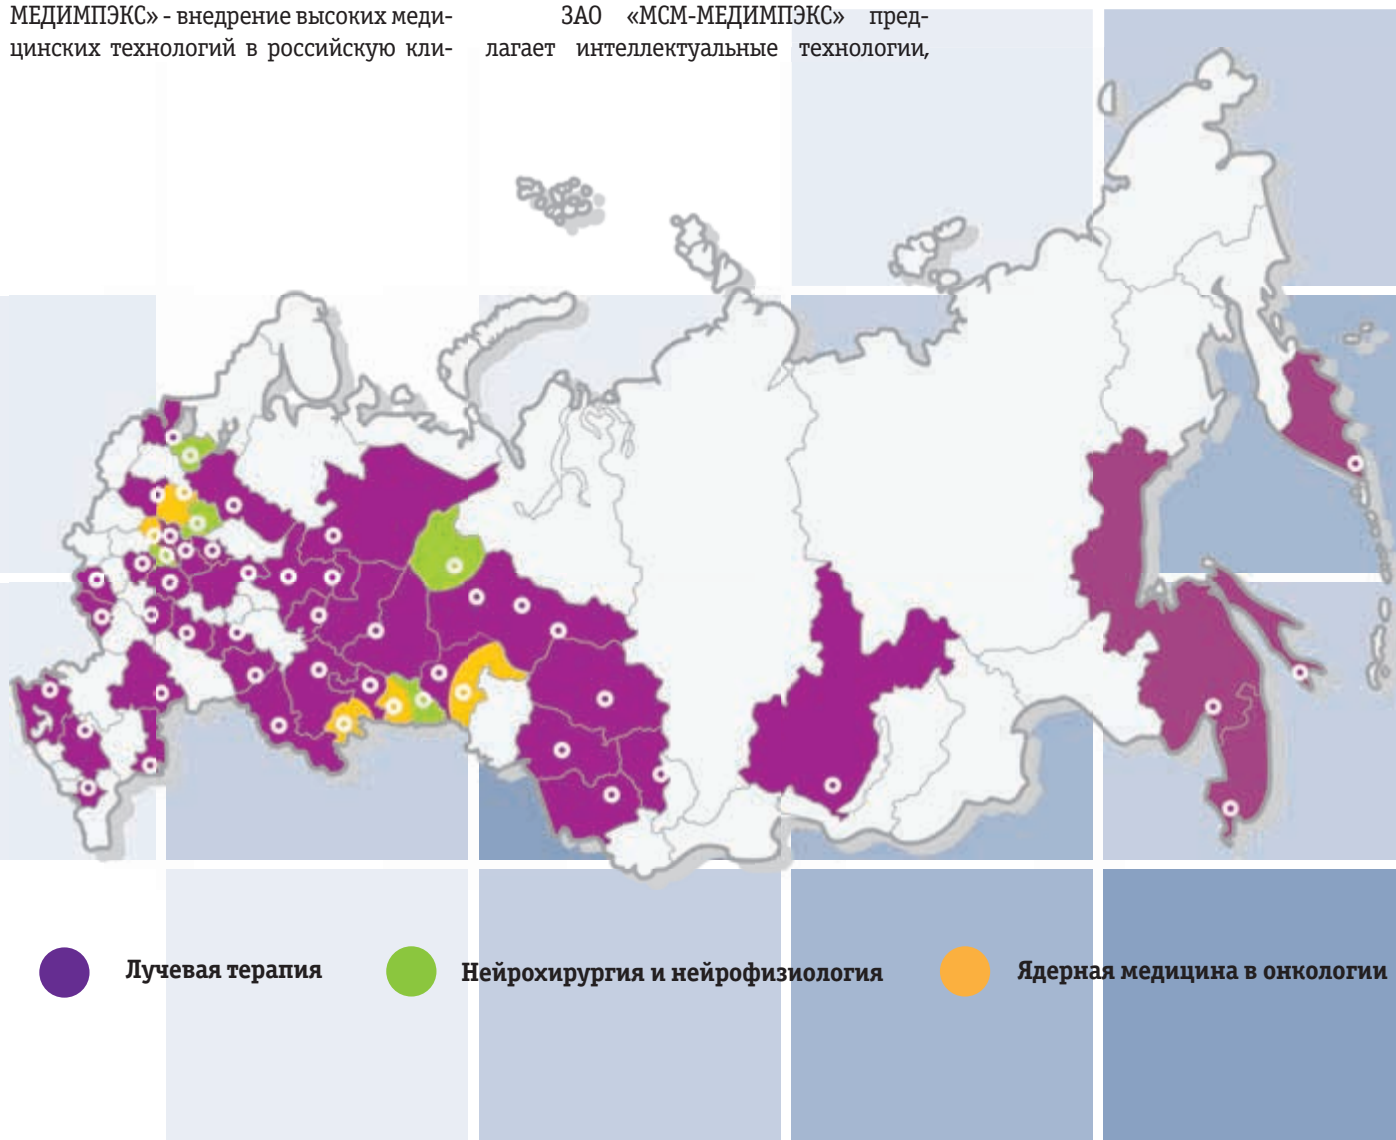 МЕДИМПЭКС» - внедрение высоких меди-
цинских технологий в российскую кли-
ЗАО «МСМ-МЕДИМПЭКС» пред-
лагает интеллектуальные технологии,
Лучевая терапия
Нейрохирургия и нейрофизиология
Ядерная медицина в онкологии